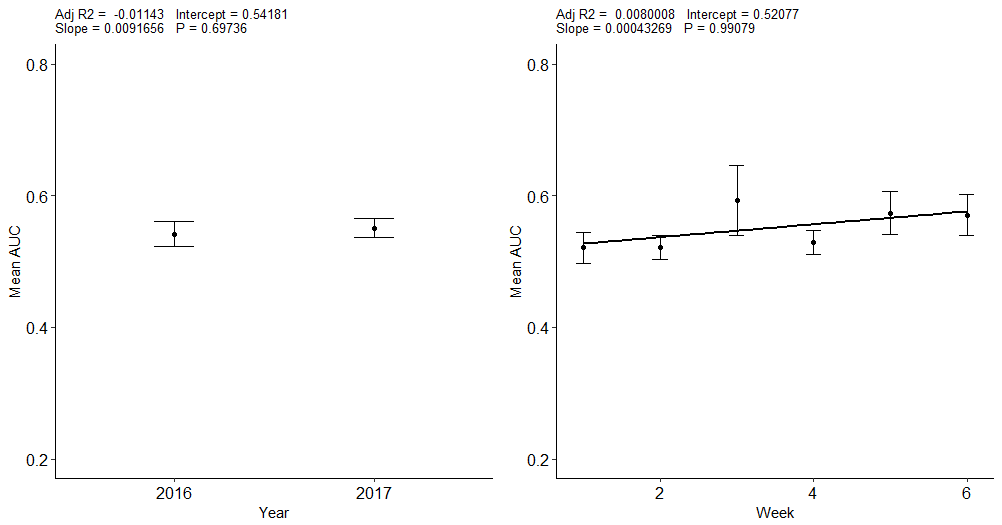 Adj R2 =  -0.01143   Intercept = 0.54181
Slope = 0.0091656   P = 0.69736
0.8
0.6
0.4
0.2
Mean AUC
2016
2017
Year
Adj R2 =  0.0080008   Intercept = 0.52077
Slope = 0.00043269   P = 0.99079
0.8
0.6
0.4
0.2
Mean AUC
2
4
6
Week